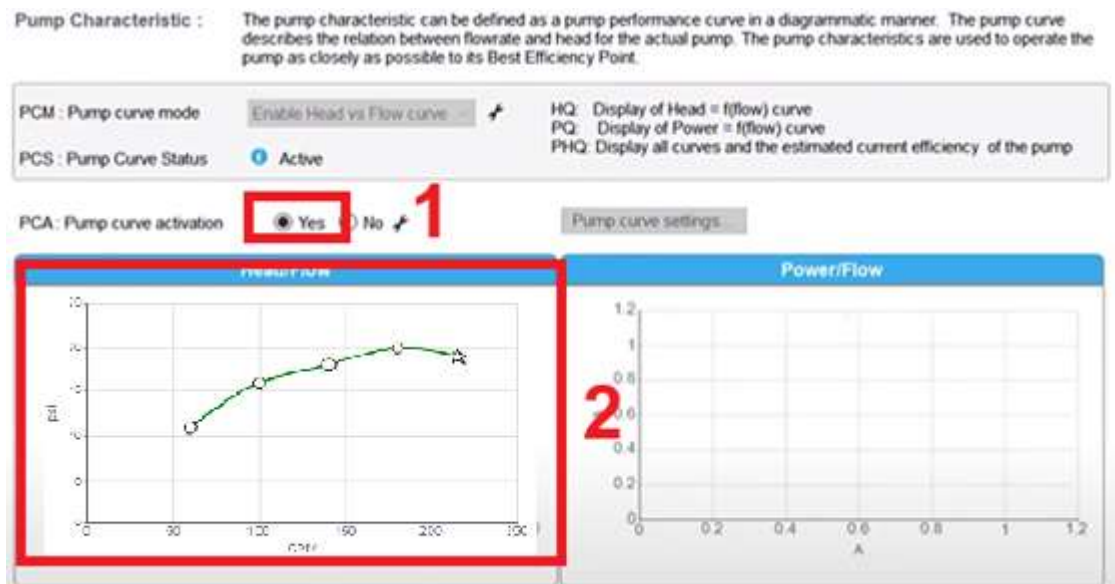 Pump Characteristic :
The pump characteristic can be defined as a pump performance curve in a diagrammatic manner. The pump curve
describes the relation between flowrate and head for the actual pump. The pump characteristics are used to operate the
pump as closely as possible to its Best Efficiency Point.
PCM : Pump curve mode
Enable Head vs Flow curve
HQ: Display of Head = f(flow) curve
PQ: Display of Power = f(flow) curve
PHQ: Display all curves and the estimated current efficiency of the pump
PCS : Pump Curve Status
Active
PCA : Pump curve activation
Yes
No
1
Pump curve settings
Head/Flow
Power/Flow
psi
0
100
200
2
1.2
1
0.8
0.6
0.4
0.2
0
0 0.2 0.4 0.6 0.8 1 1.2
A